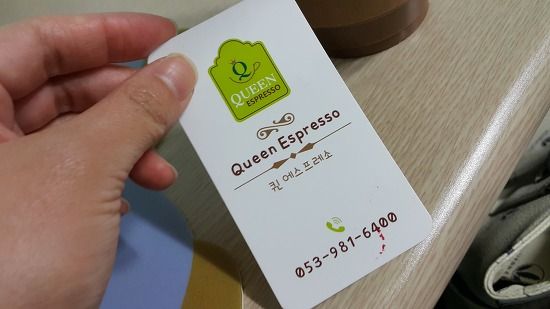 Q
QUEEN
ESPRESSO
Queen Espresso
퀸 에스프레소
053-981-6400